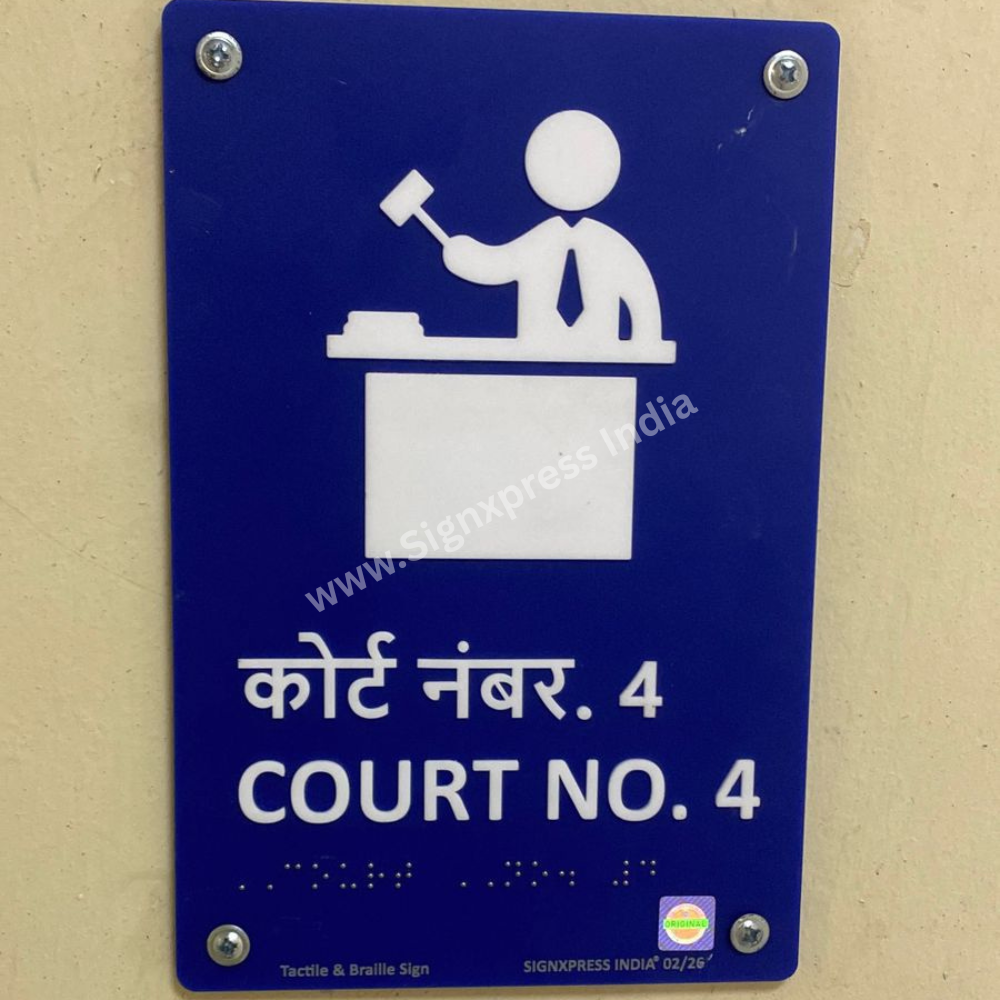 www.Signxpress India
कोर्ट नंबर. 4
COURT NO. 4
⠠⠠⠉⠕⠥⠗⠞ ⠠⠠⠝⠕⠲ ⠼⠙
ORIGINAL
Tactile & Braille Sign
SIGNXPRESS INDIA® 02/26